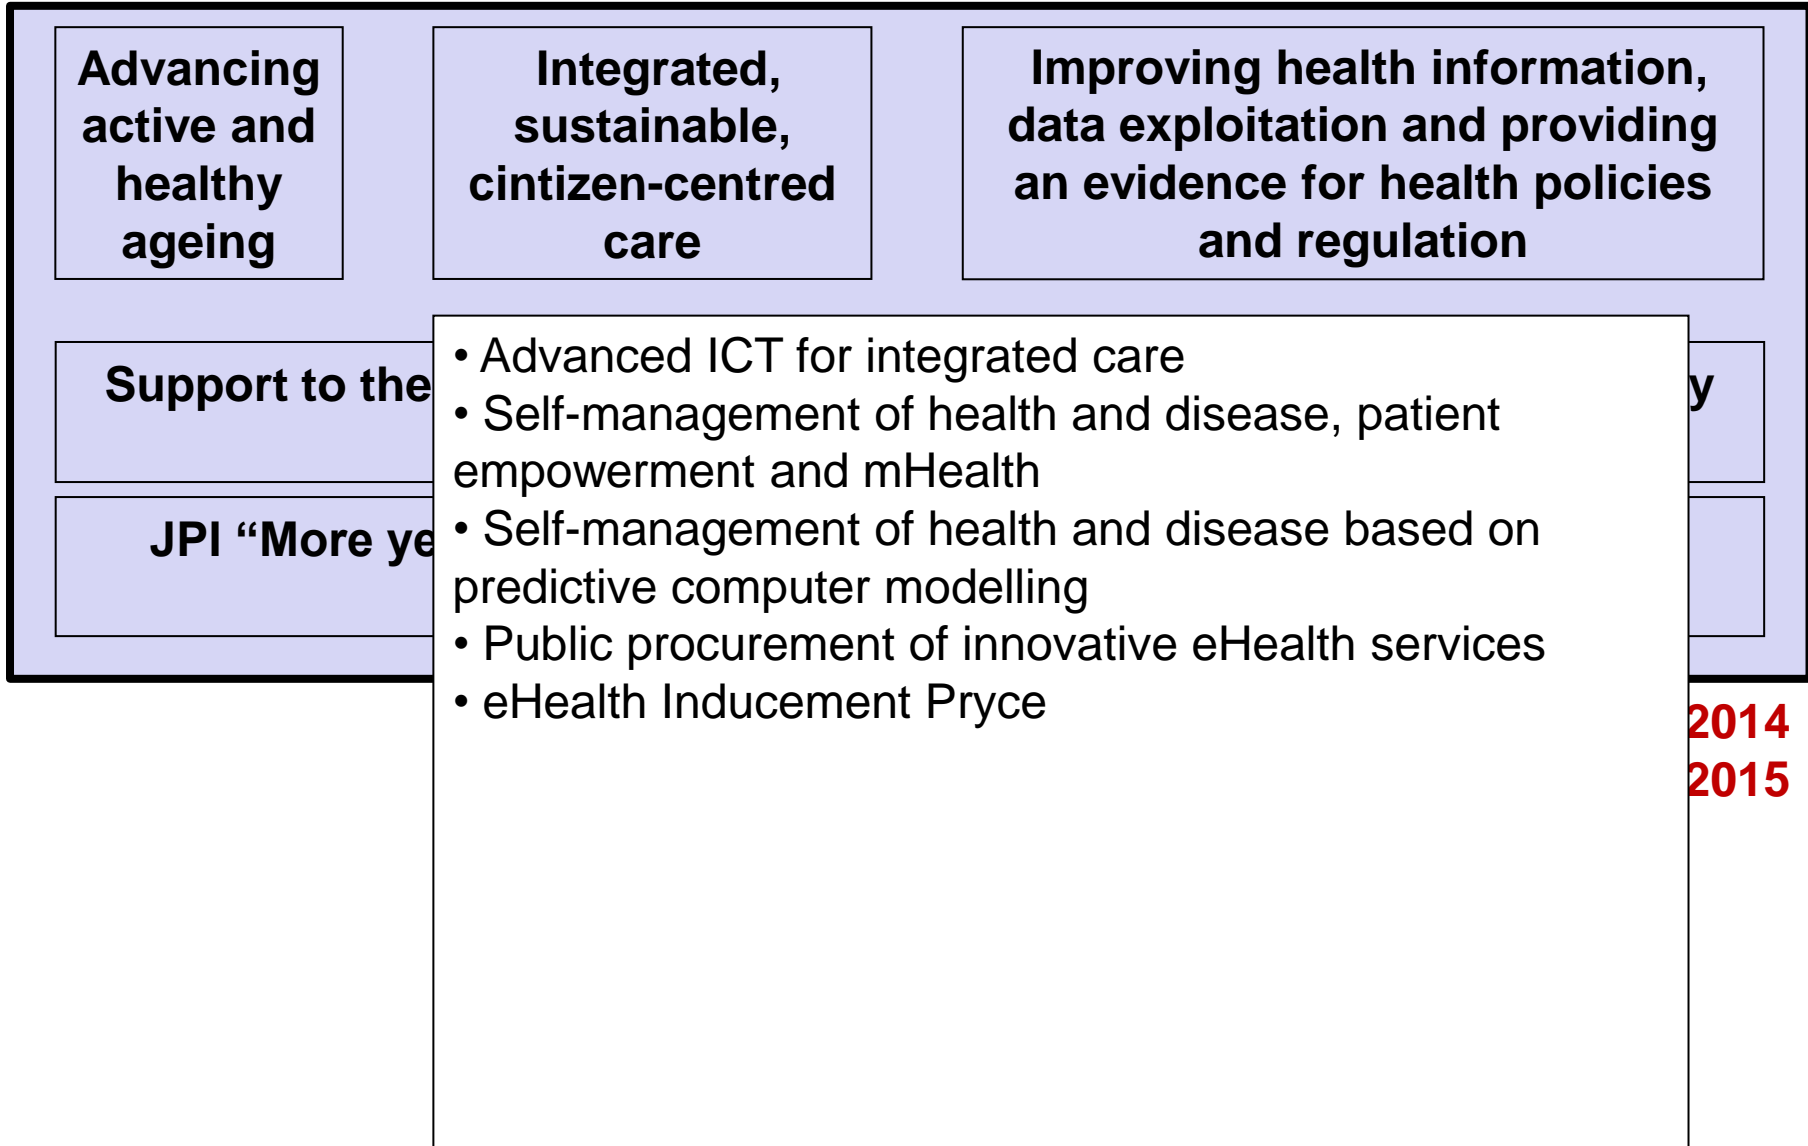 Advancing
active and
healthy
ageing
Integrated,
sustainable,
cintizen-centred
care
Improving health information,
data exploitation and providing
an evidence for health policies
and regulation
Support to the
JPI “More
• Advanced ICT for integrated care
• Self-management of health and disease, patient
empowerment and mHealth
• Self-management of health and disease based on
predictive computer modelling
• Public procurement of innovative eHealth services
• eHealth Inducement Pryce
2014
2015